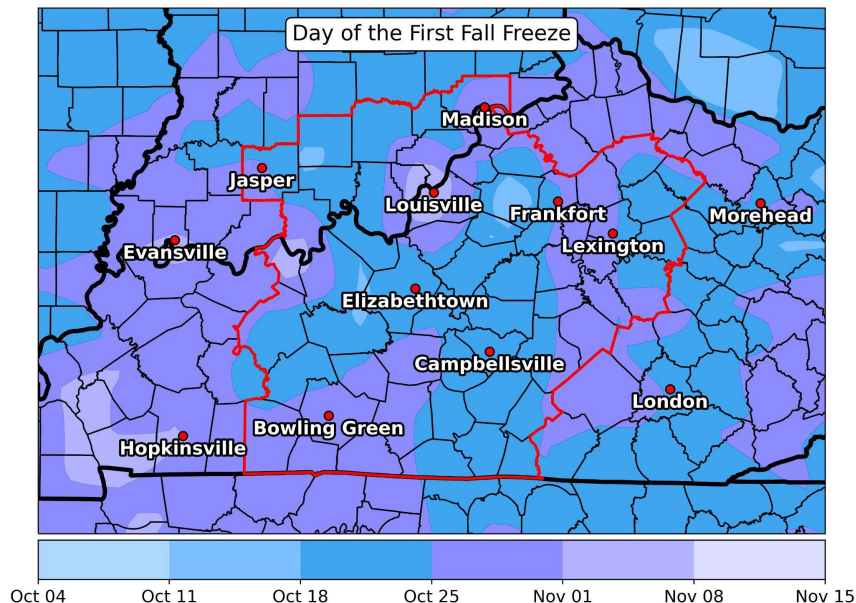 Day of the First Fall Freeze
Madison
Jasper
Louisville
Frankfort
Morehead
Lexington
Evansville
Elizabethtown
Campbellsville
London
Bowling Green
Hopkinsville
Oct 04
Oct 11
Oct 18
Oct 25
Nov 01
Nov 08
Nov 15